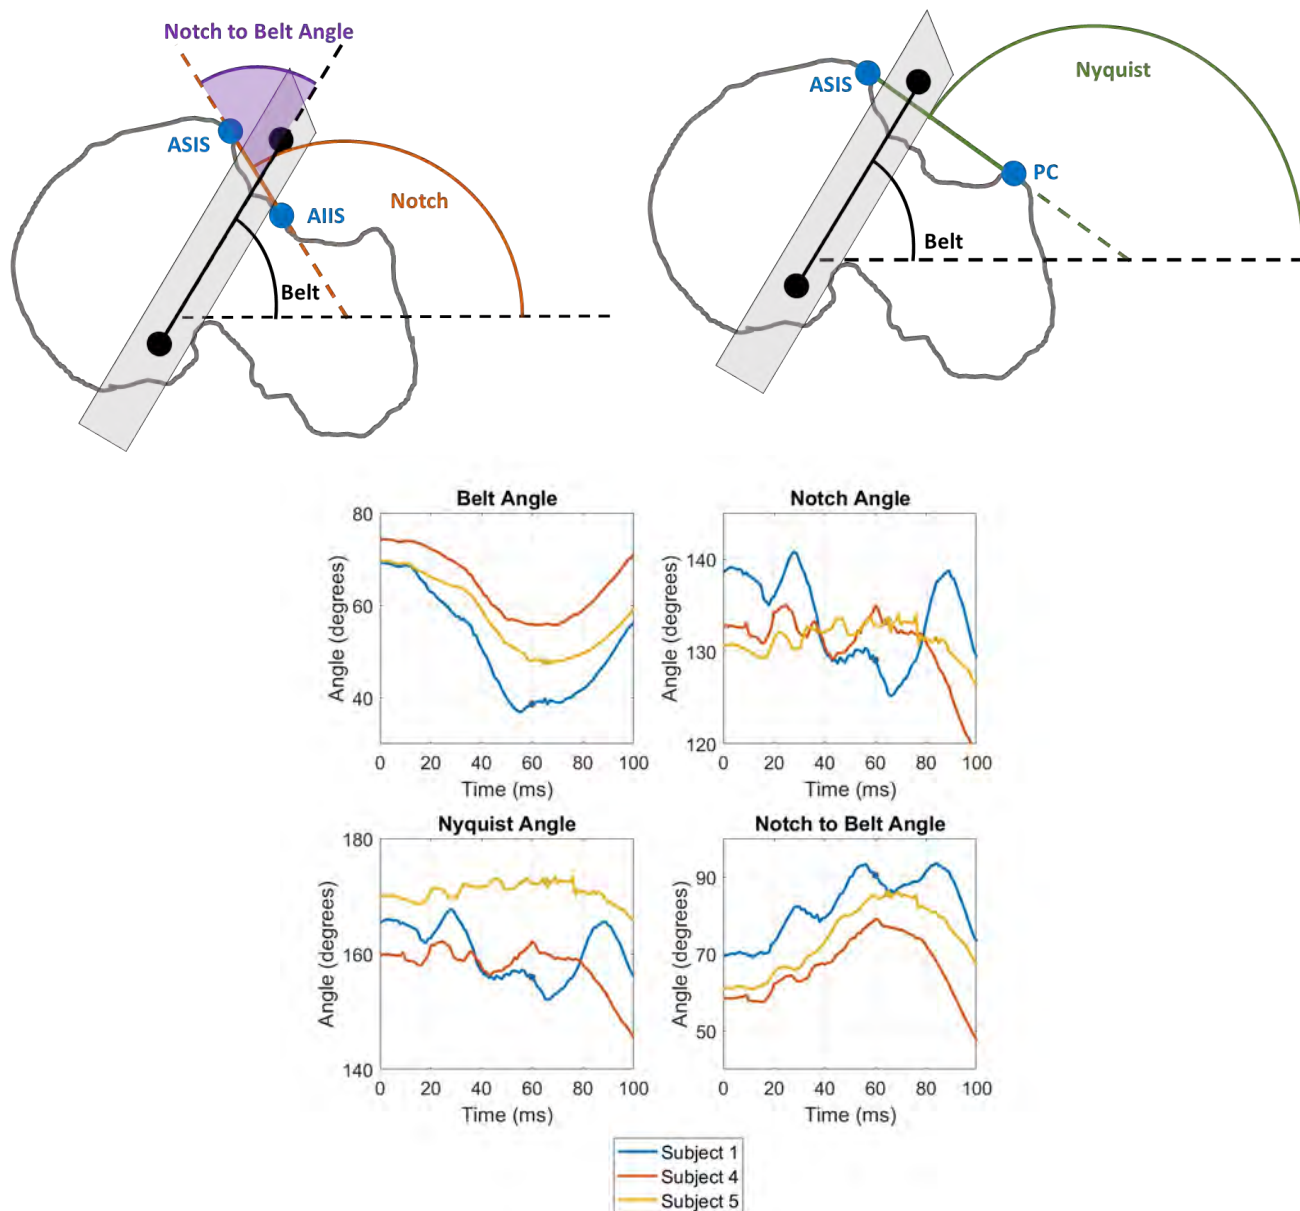 Notch to Belt Angle
ASIS
AIIS
Notch
Belt
Nyquist
ASIS
PC
Belt
Belt Angle
Angle (degrees)
80
60
40
0 20 40 60 80 100
Time (ms)
Notch Angle
Angle (degrees)
140
130
120
0 20 40 60 80 100
Time (ms)
Nyquist Angle
Angle (degrees)
180
160
140
0 20 40 60 80 100
Time (ms)
Notch to Belt Angle
Angle (degrees)
90
70
50
0 20 40 60 80 100
Time (ms)
Subject 1
Subject 4
Subject 5